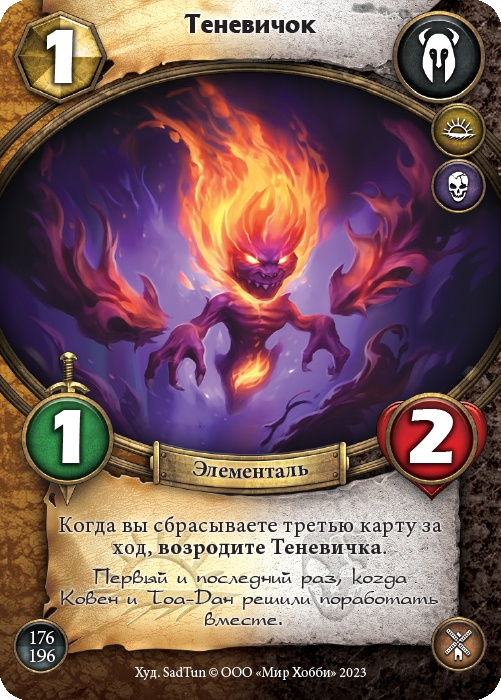 Теневичок
1
1
2
Элементаль
Когда вы сбрасываете третью карту за
ход, возродите Теневичка.
Первый и последний раз, когда
Ковен и Тоа-Дан решили поработать
вместе.
176
196
Худ. SadTun © ООО «Мир Хобби» 2023